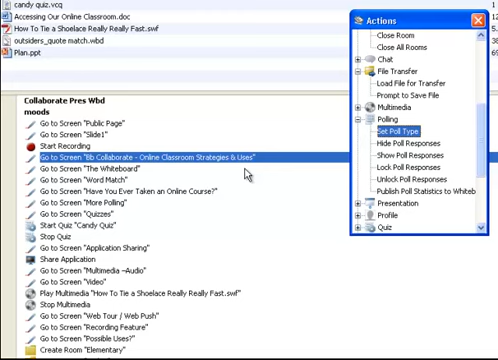 candy quiz.vcq
Accessing Our Online Classroom.doc
How To Tie a Shoelace Really Really Fast.swf
outsiders_quote match.wbd
Plan.ppt
Collaborate Pres Wbd
moods
Go to Screen "Public Page"
Go to Screen "Slide1"
Start Recording
Go to Screen "Bb Collaborate - Online Classroom Strategies & Uses"
Go to Screen "The Whiteboard"
Go to Screen "Word Match"
Go to Screen "Have You Ever Taken an Online Course?"
Go to Screen "More Polling"
Go to Screen "Quizzes"
Start Quiz "Candy Quiz"
Stop Quiz
Go to Screen "Application Sharing"
Share Application
Go to Screen "Multimedia –Audio"
Go to Screen "Video"
Play Multimedia "How To Tie a Shoelace Really Really Fast.swf"
Stop Multimedia
Go to Screen "Web Tour / Web Push"
Go to Screen "Recording Feature"
Go to Screen "Possible Uses?"
Create Room "Elementary"
Actions
Close Room
Close All Rooms
Chat
File Transfer
Load File for Transfer
Prompt to Save File
Multimedia
Polling
Set Poll Type
Hide Poll Responses
Show Poll Responses
Lock Poll Responses
Unlock Poll Responses
Publish Poll Statistics to Whiteb
Presentation
Profile
Quiz